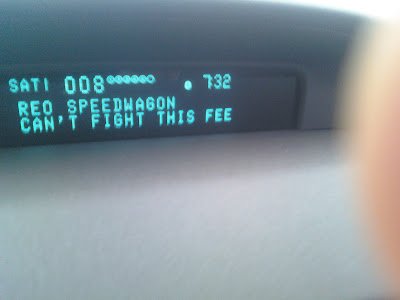 SAT1 008 732
REO SPEEDWAGON
CAN'T FIGHT THIS FEE